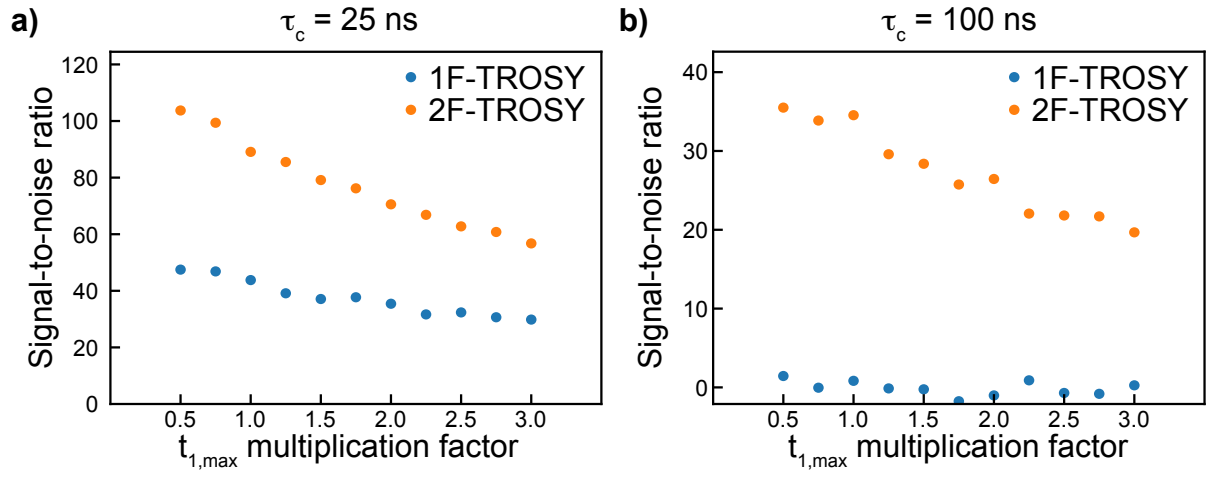 a)
τc = 25 ns
120
100
80
60
40
20
0
Signal-to-noise ratio
1F-TROSY
2F-TROSY
0.5 1.0 1.5 2.0 2.5 3.0
t1,max multiplication factor
b)
τc = 100 ns
40
30
20
10
0
Signal-to-noise ratio
1F-TROSY
2F-TROSY
0.5 1.0 1.5 2.0 2.5 3.0
t1,max multiplication factor